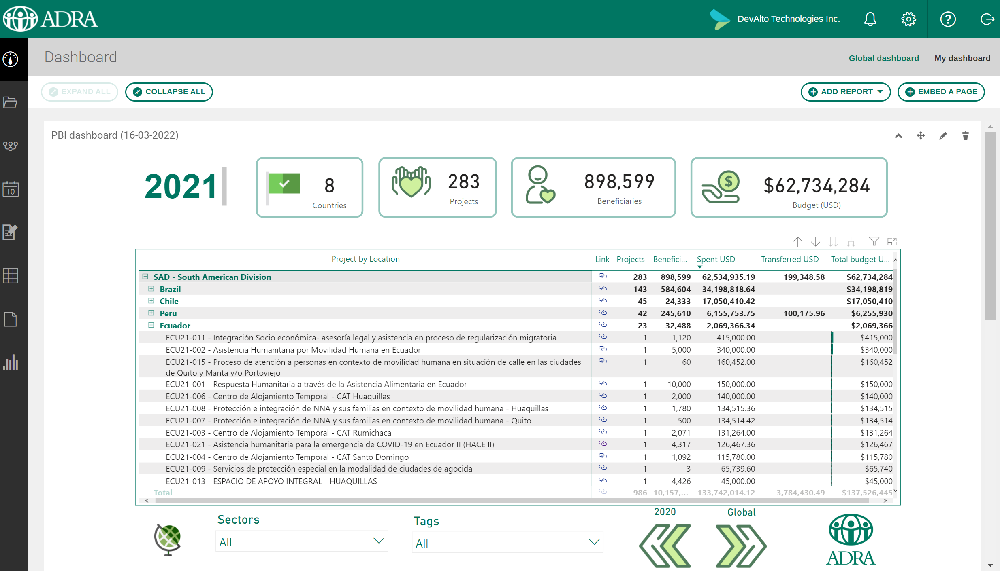 ADRA
DevAlto Technologies Inc.
Dashboard
Global dashboard
My dashboard
EXPAND ALL
COLLAPSE ALL
ADD REPORT
EMBED A PAGE
10
PBI dashboard (16-03-2022)
2021
8
Countries
283
Projects
898,599
Beneficiaries
$62,734,284
Budget (USD)
Project by Location Link Projects Benefici... Spent USD Transferred USD Total budget U...
SAD - South American Division 283 898,599 62,534,935.19 199,348.58 $62,734,284
Brazil 143 584,604 34,198,818.64 $34,198,819
Chile 45 24,333 17,050,410.42 $17,050,410
Peru 42 245,610 6,155,753.75 100,175.96 $6,255,930
Ecuador 23 32,488 2,069,366.34 $2,069,366
ECU21-011 - Integración Socio económica- asesoría legal y asistencia en proceso de regularización migratoria 1 1,120 415,000.00 $415,000
ECU21-002 - Asistencia Humanitaria por Movilidad Humana en Ecuador 1 5,000 340,000.00 $340,000
ECU21-015 - Proceso de atención a personas en contexto de movilidad humana en situación de calle en las ciudades 1 60 160,452.00 $160,452
de Quito y Manta y/o Portoviejo
ECU21-001 - Respuesta Humanitaria a través de la Asistencia Alimentaria en Ecuador 1 10,000 150,000.00 $150,000
ECU21-006 - Centro de Alojamiento Temporal - CAT Huaquillas 1 2,000 140,000.00 $140,000
ECU21-008 - Protección e integración de NNA y sus familias en contexto de movilidad humana - Huaquillas 1 1,780 134,515.36 $134,515
ECU21-007 - Protección e integración de NNA y sus familias en contexto de movilidad humana - Quito 1 500 134,514.42 $134,514
ECU21-003 - Centro de Alojamiento Temporal - CAT Rumichaca 1 2,071 131,264.00 $131,264
ECU21-021 - Asistencia humanitaria para la emergencia de COVID-19 en Ecuador II (HACE II) 1 4,317 126,467.36 $126,467
ECU21-004 - Centro de Alojamiento Temporal - CAT Santo Domingo 1 1,092 115,780.00 $115,780
ECU21-009 - Servicios de protección especial en la modalidad de ciudades de agocida 1 3 65,739.60 $65,740
ECU21-013 - ESPACIO DE APOYO INTEGRAL - HUAQUILLAS 1 4,426 45,000.00 $45,000
Total 986 10,157,... 133,742,014.12 3,784,430.49 $137,526,445
Sectors
All
Tags
All
2020
Global
ADRA